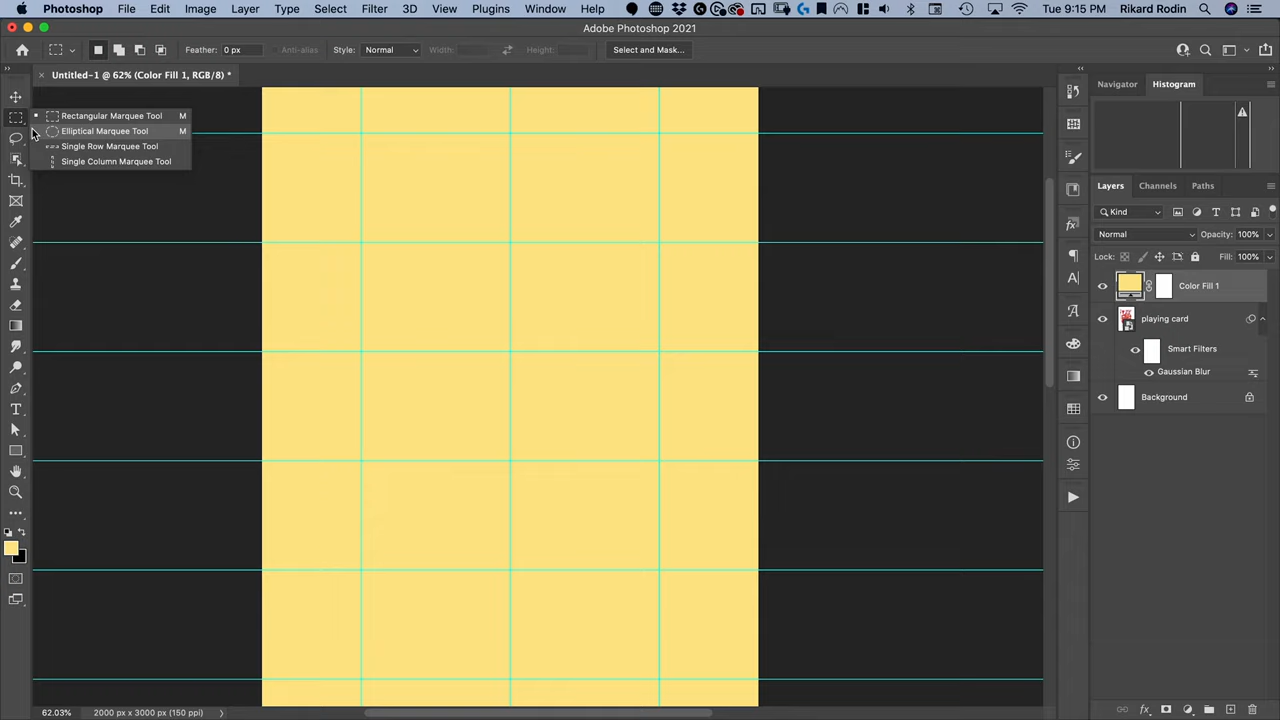 Photoshop File Edit Image Layer Type Select Filter 3D View Plugins Window Help Tue 9:15 PM Rikard Rodin
Adobe Photoshop 2021
Feather: 0 px Anti-alias Style: Normal Width: Height: Select and Mask...
× Untitled-1 @ 62% (Color Fill 1, RGB/8) *
Navigator Histogram
Rectangular Marquee Tool M
Elliptical Marquee Tool M
Single Row Marquee Tool
Single Column Marquee Tool
Layers Channels Paths
Kind
Normal Opacity: 100%
Lock: Fill: 100%
Color Fill 1
playing card
Smart Filters
Gaussian Blur
Background
62.03% 2000 px x 3000 px (150 ppi)